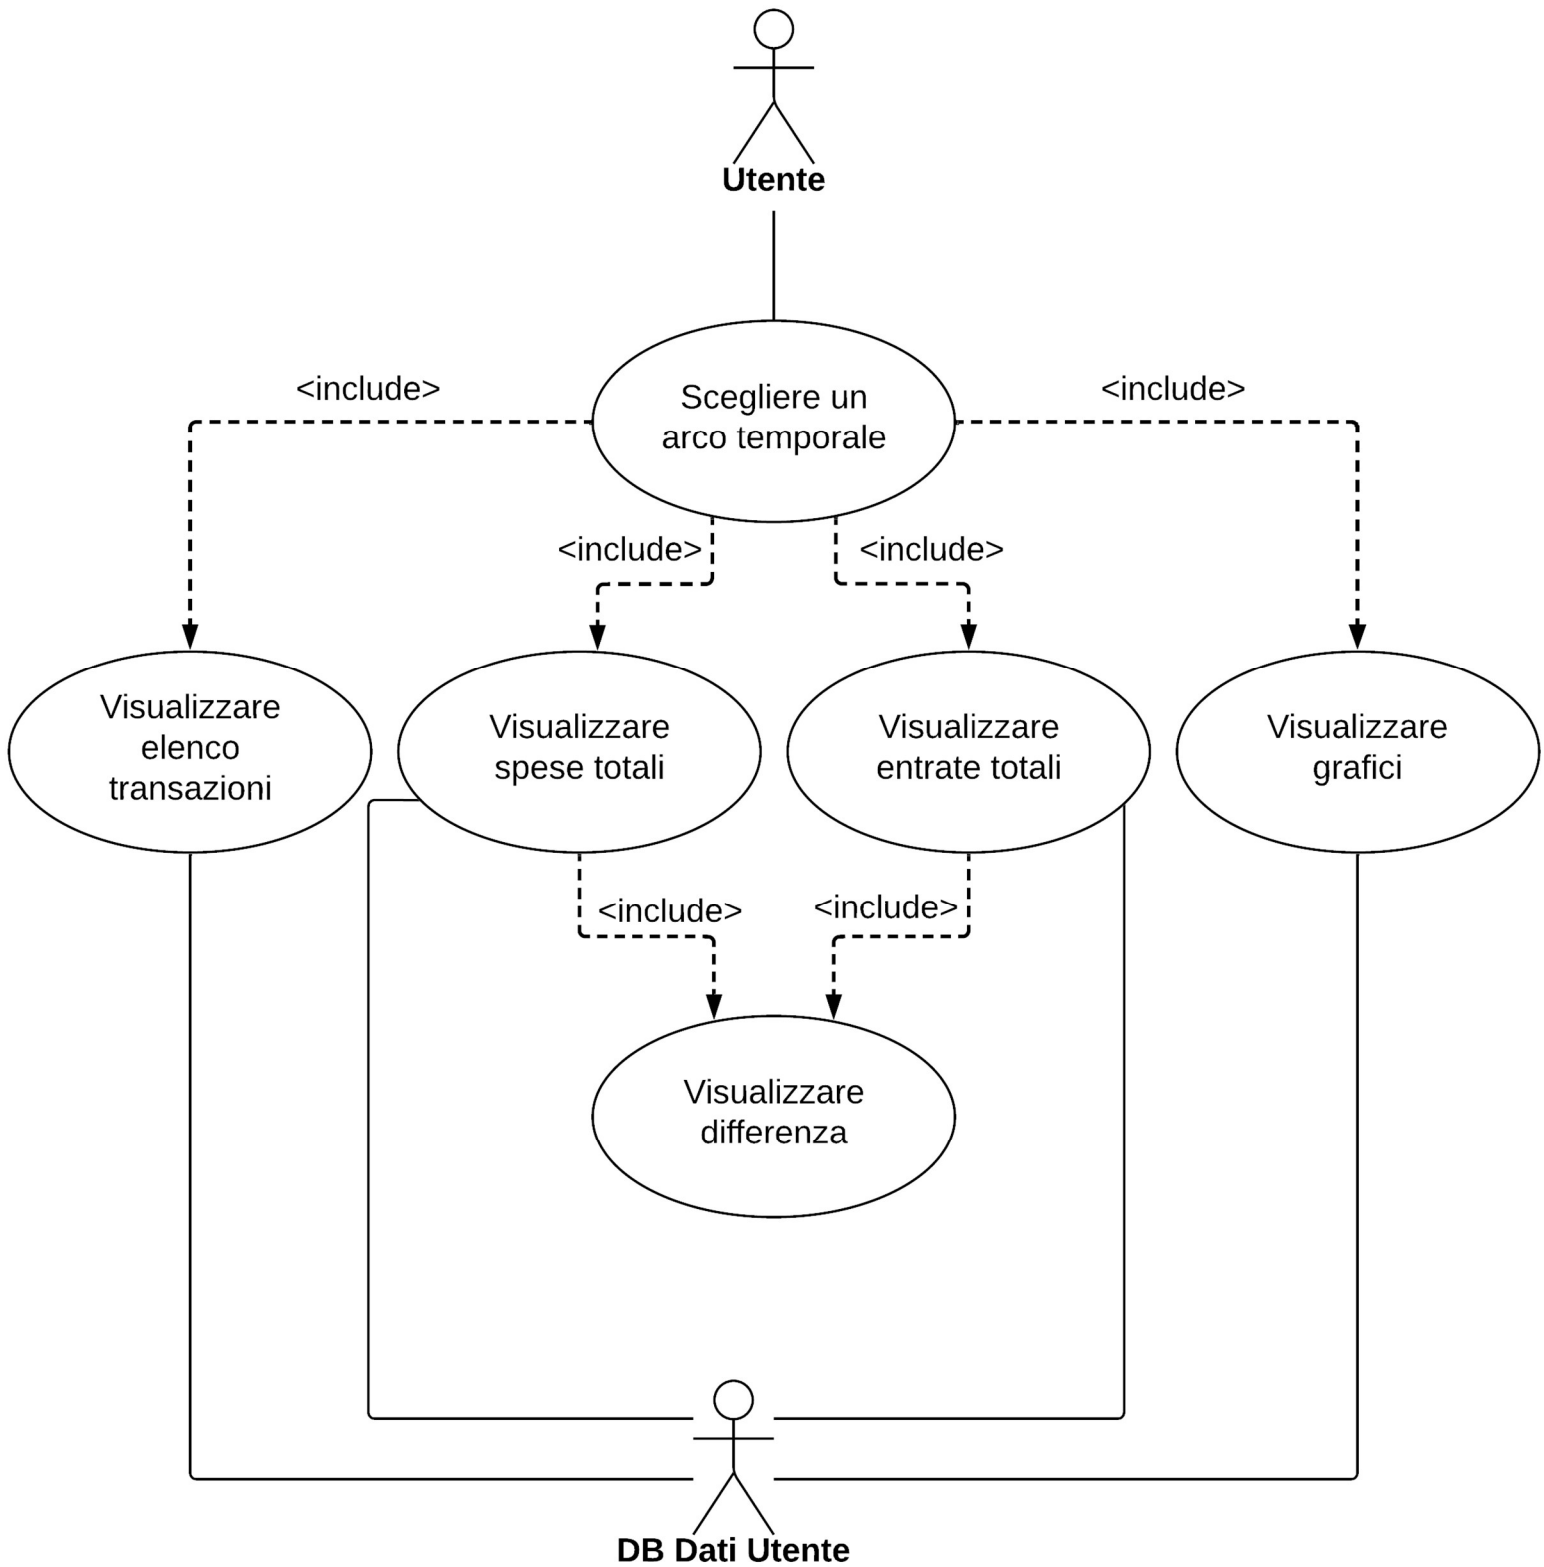 Utente
Scegliere un
arco temporale
<include>
<include>
<include>
<include>
Visualizzare
elenco
transazioni
Visualizzare
spese totali
Visualizzare
entrate totali
Visualizzare
grafici
<include>
<include>
Visualizzare
differenza
DB Dati Utente